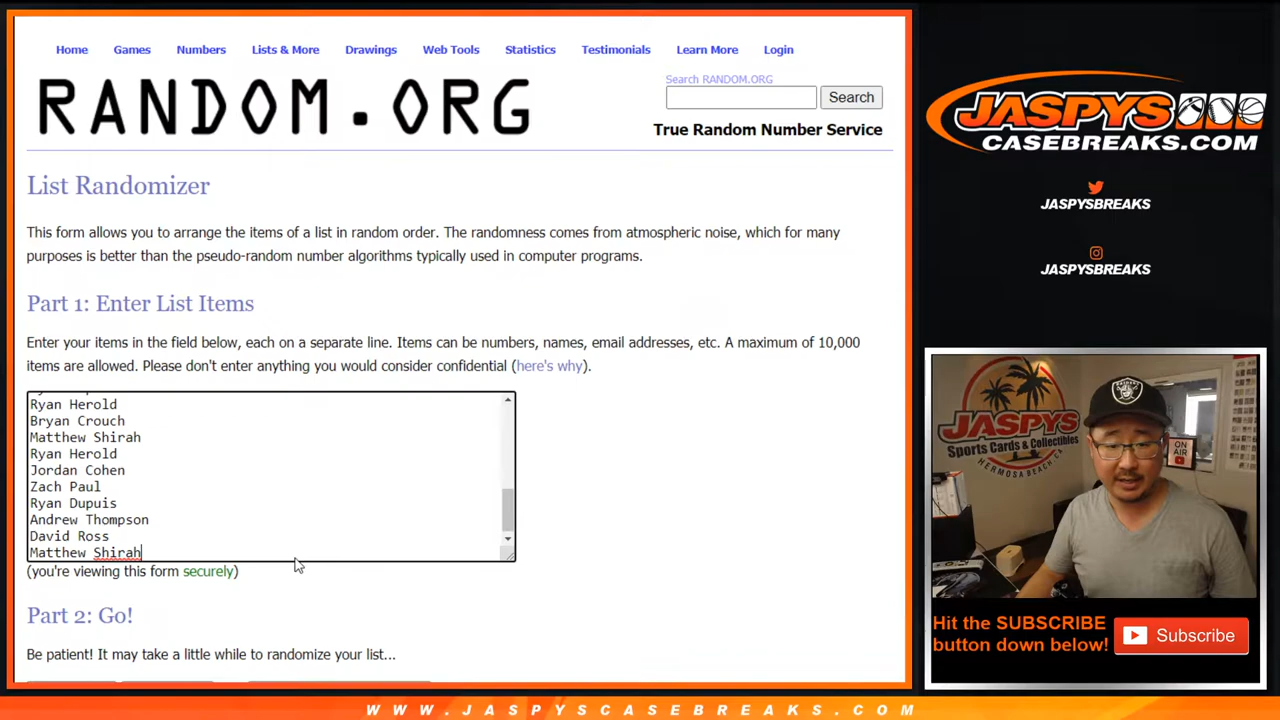 Home Games Numbers Lists & More Drawings Web Tools Statistics Testimonials Learn More Login
RANDOM.ORG
Search RANDOM.ORG
Search
True Random Number Service
List Randomizer
This form allows you to arrange the items of a list in random order. The randomness comes from atmospheric noise, which for many
purposes is better than the pseudo-random number algorithms typically used in computer programs.
Part 1: Enter List Items
Enter your items in the field below, each on a separate line. Items can be numbers, names, email addresses, etc. A maximum of 10,000
items are allowed. Please don't enter anything you would consider confidential (here's why).
Ryan Herold
Bryan Crouch
Matthew Shirah
Ryan Herold
Jordan Cohen
Zach Paul
Ryan Dupuis
Andrew Thompson
David Ross
Matthew Shirah
(you're viewing this form securely)
Part 2: Go!
Be patient! It may take a little while to randomize your list...
JASPYS
CASEBREAKS.COM
JASPYSBREAKS
JASPYSBREAKS
JASPYS
Sports Cards & Collectibles
HERMOSA BEACH, CA
RAIDERS
ON
AIR
Hit the SUBSCRIBE
button down below!
Subscribe
WWW.JASPYSCASEBREAKS.COM